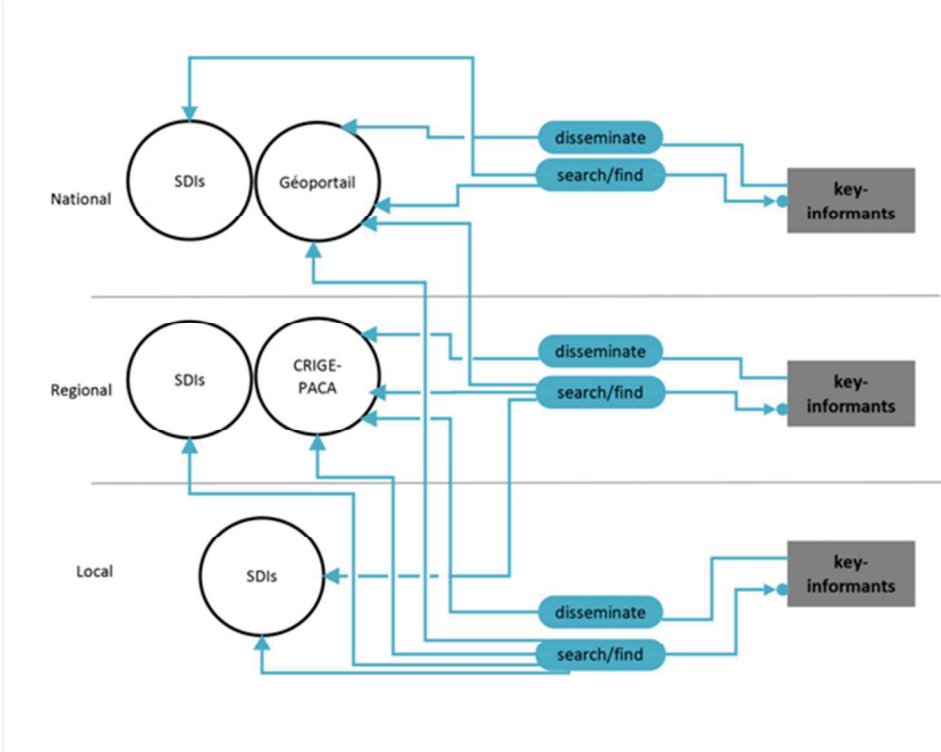 disseminate
SDIs
Géoportail
search/find
National
key-
informants
disseminate
SDIs
CRIGE-
PACA
search/find
Regional
key-
informants
Local
SDIs
key-
informants
disseminate
search/find